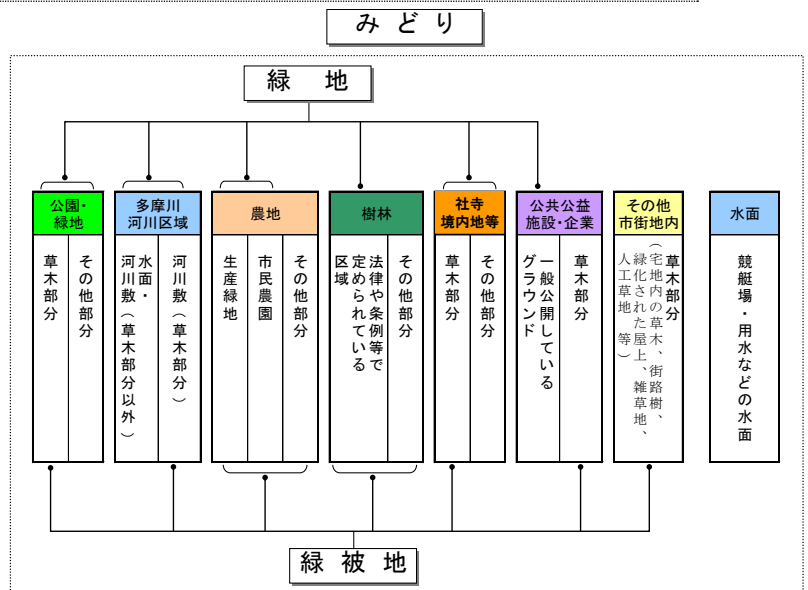 みどり
緑地
公園・
緑地
草木部分
その他部分
多摩川
河川区域
水面・
河川敷（草木部分以外）
河川敷（草木部分）
農地
生産緑地
市民農園
その他部分
樹林
法律や条例等で
定められている
区域
その他部分
社寺
境内地等
草木部分
その他部分
公共公益
施設・企業
一般公開している
グラウンド
草木部分
その他
市街地内
草木部分
（宅地内の草木、街路樹、
緑化された屋上、雑草地、
人工草地　等）
水面
競艇場・用水などの水面
緑被地